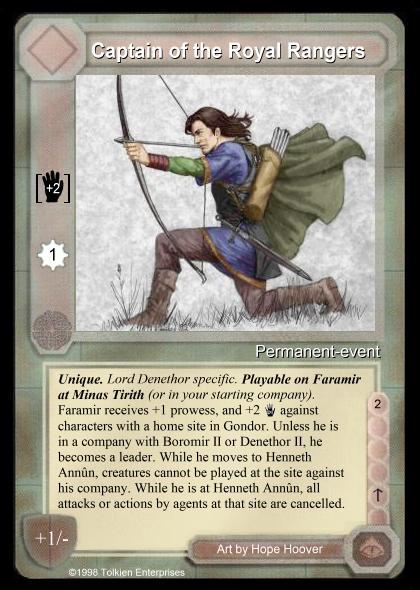 Captain of the Royal Rangers
[+2]
1
Permanent-event
Unique. Lord Denethor specific. Playable on Faramir
at Minas Tirith (or in your starting company).
Faramir receives +1 prowess, and +2 against
characters with a home site in Gondor. Unless he is
in a company with Boromir II or Denethor II, he
becomes a leader. While he moves to Henneth
Annûn, creatures cannot be played at the site against
his company. While he is at Henneth Annûn, all
attacks or actions by agents at that site are cancelled.
2
+1/-
Art by Hope Hoover
©1998 Tolkien Enterprises